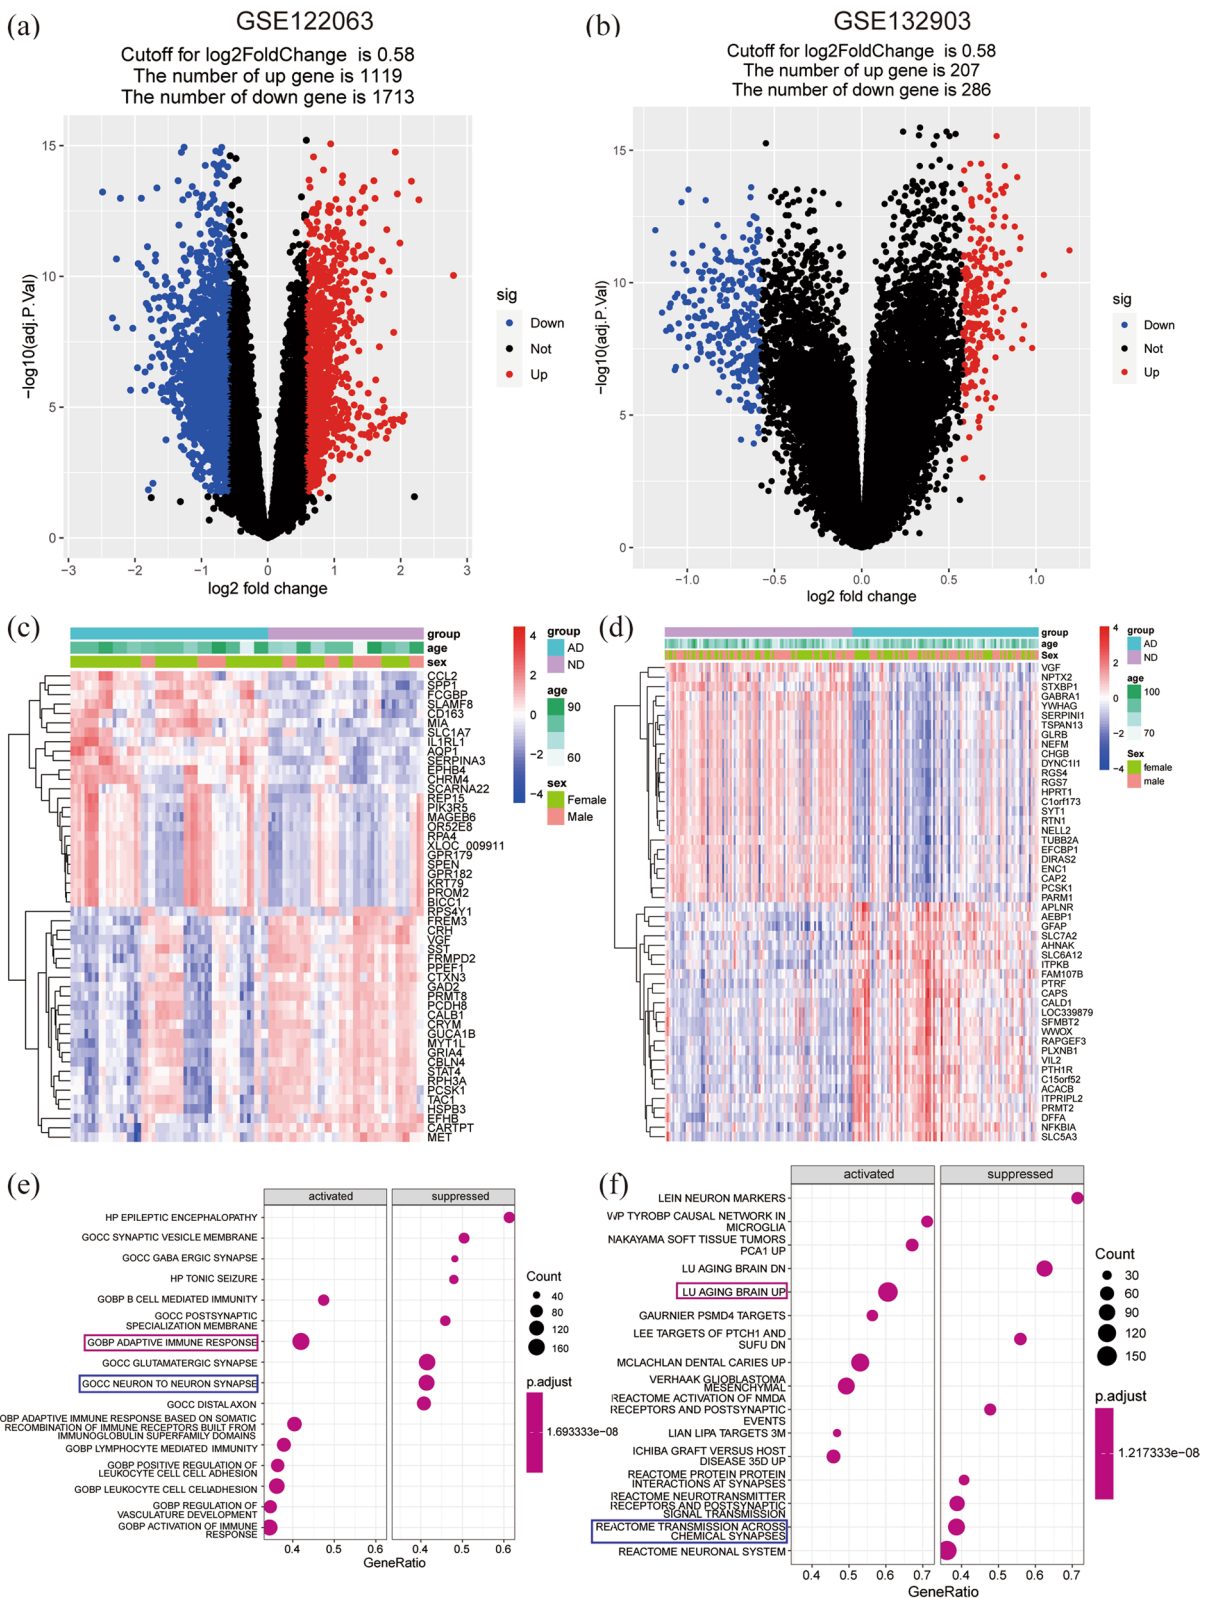 (a)
GSE122063
Cutoff for log2FoldChange is 0.58
The number of up gene is 1119
The number of down gene is 1713
15
10
5
0
−log10(adj.P.Val)
−3
−2
−1
0
1
2
3
log2 fold change
sig
Down
Not
Up
(b)
GSE132903
Cutoff for log2FoldChange is 0.58
The number of up gene is 207
The number of down gene is 286
15
10
5
0
−log10(adj.P.Val)
−1.0
−0.5
0.0
0.5
1.0
log2 fold change
sig
Down
Not
Up
(c)
group
age
sex
CCL2
SPP1
FCGBP
SLAMF8
CD163
MIA
SLC1A7
IL1RL1
AQP1
SERPINA3
EPHB4
CHRM4
SCARNA22
REP15
PIK3R5
MAGEB6
OR52E8
RPA4
XLOC_009911
GPR179
SPEN
GPR182
KRT79
PROM2
BICC1
RPS4Y1
FREM3
CRH
VGF
SST
FRMPD2
PPEF1
CTXN3
GAD2
PRMT8
PCDH8
CALB1
CRYM
GUCA1B
MYT1L
GRIA4
CBLN4
STAT4
RPH3A
PCSK1
TAC1
HSPB3
EFHB
CARTPT
MET
4
2
0
−2
−4
group
AD
ND
age
90
60
sex
Female
Male
(d)
group
age
Sex
VGF
NPTX2
STXBP1
GABRA1
YWHAG
SERPINI1
TSPAN13
GLRB
NEFM
CHGB
DYNC1I1
RGS4
RGS7
HPRT1
C1orf173
SYT1
RTN1
NELL2
TUBB2A
EFCBP1
DIRAS2
ENC1
CAP2
PCSK1
PARM1
APLNR
AEBP1
GFAP
SLC7A2
AHNAK
SLC6A12
ITPKB
FAM107B
PTRF
CAPS
CALD1
LOC339879
SFMBT2
WWOX
RAPGEF3
PLXNB1
VIL2
PTH1R
C15orf52
ACACB
ITPRIPL2
PRMT2
DFFA
NFKBIA
SLC5A3
4
2
0
−2
−4
group
AD
ND
age
100
70
Sex
female
male
(e)
activated
suppressed
HP EPILEPTIC ENCEPHALOPATHY
GOCC SYNAPTIC VESICLE MEMBRANE
GOCC GABA ERGIC SYNAPSE
HP TONIC SEIZURE
GOBP B CELL MEDIATED IMMUNITY
GOCC POSTSYNAPTIC
SPECIALIZATION MEMBRANE
GOBP ADAPTIVE IMMUNE RESPONSE
GOCC GLUTAMATERGIC SYNAPSE
GOCC NEURON TO NEURON SYNAPSE
GOCC DISTAL AXON
OBP ADAPTIVE IMMUNE RESPONSE BASED ON SOMATIC
RECOMBINATION OF IMMUNE RECEPTORS BUILT FROM
IMMUNOGLOBULIN SUPERFAMILY DOMAINS
GOBP LYMPHOCYTE MEDIATED IMMUNITY
GOBP POSITIVE REGULATION OF
LEUKOCYTE CELL CELL ADHESION
GOBP LEUKOCYTE CELL CELLADHESION
GOBP REGULATION OF
VASCULATURE DEVELOPMENT
GOBP ACTIVATION OF IMMUNE
RESPONSE
0.4
0.5
0.6
0.4
0.5
0.6
GeneRatio
Count
40
80
120
160
p.adjust
1.693333e−08
(f)
activated
suppressed
LEIN NEURON MARKERS
WP TYROBP CAUSAL NETWORK IN
MICROGLIA
NAKAYAMA SOFT TISSUE TUMORS
PCA1 UP
LU AGING BRAIN DN
LU AGING BRAIN UP
GAURNIER PSMD4 TARGETS
LEE TARGETS OF PTCH1 AND
SUFU DN
MCLACHLAN DENTAL CARIES UP
VERHAAK GLIOBLASTOMA
MESENCHYMAL
REACTOME ACTIVATION OF NMDA
RECEPTORS AND POSTSYNAPTIC
EVENTS
LIAN LIPA TARGETS 3M
ICHIBA GRAFT VERSUS HOST
DISEASE 35D UP
REACTOME PROTEIN PROTEIN
INTERACTIONS AT SYNAPSES
REACTOME NEUROTRANSMITTER
RECEPTORS AND POSTSYNAPTIC
SIGNAL TRANSMISSION
REACTOME TRANSMISSION ACROSS
CHEMICAL SYNAPSES
REACTOME NEURONAL SYSTEM
0.4
0.5
0.6
0.7
0.4
0.5
0.6
0.7
GeneRatio
Count
30
60
90
120
150
p.adjust
1.217333e−08